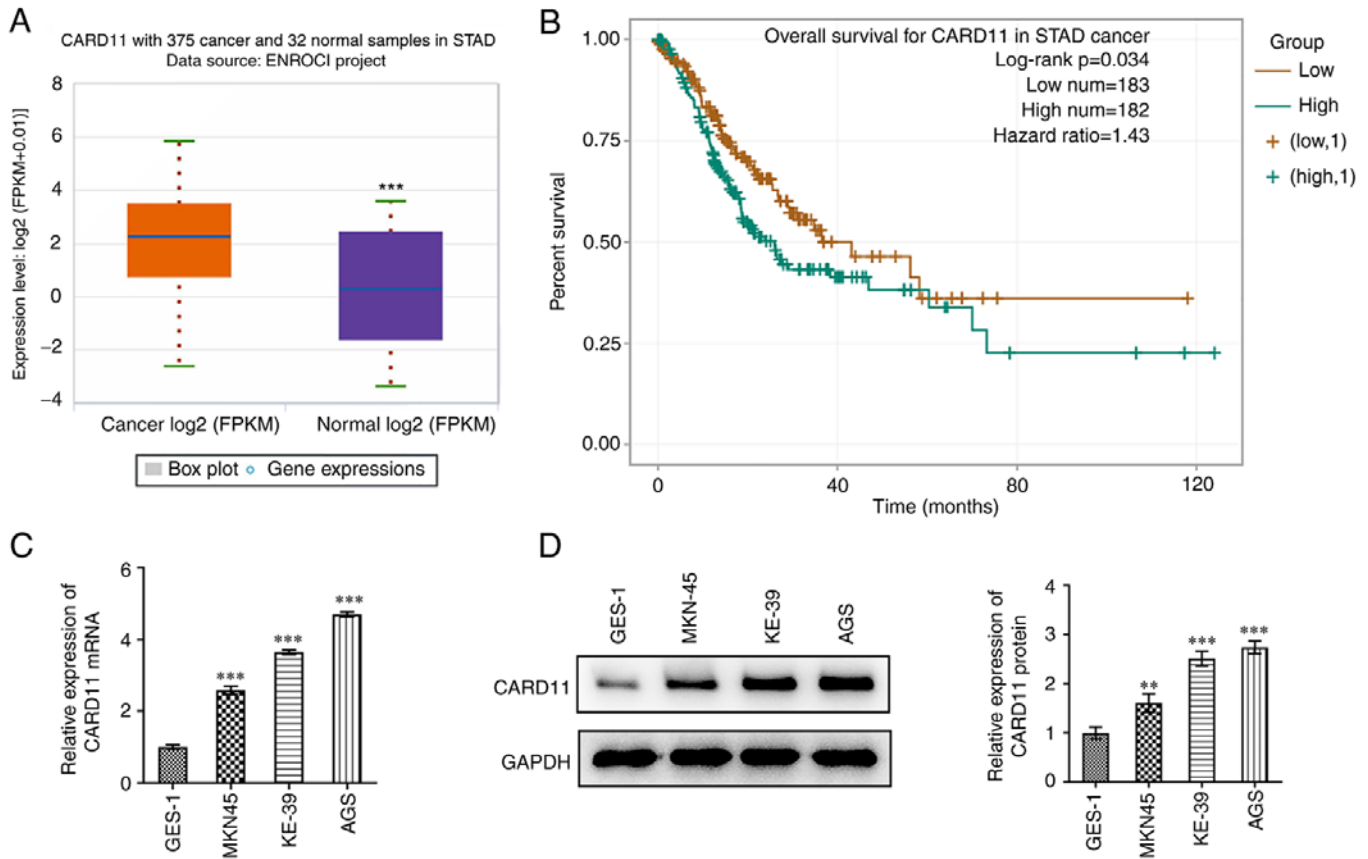 A
CARD11 with 375 cancer and 32 normal samples in STAD
Data source: ENROCI project
Expression level: log2 (FPKM+0.01)]
8
6
4
2
0
−2
−4
***
Cancer log2 (FPKM)
Normal log2 (FPKM)
Box plot
Gene expressions
B
Overall survival for CARD11 in STAD cancer
Log-rank p=0.034
Low num=183
High num=182
Hazard ratio=1.43
Percent survival
1.00
0.75
0.50
0.25
0.00
0
40
80
120
Time (months)
Group
Low
High
(low,1)
(high,1)
C
Relative expression of
CARD11 mRNA
6
4
2
0
***
***
***
GES-1
MKN45
KE-39
AGS
D
GES-1
MKN-45
KE-39
AGS
CARD11
GAPDH
Relative expression of
CARD11 protein
4
3
2
1
0
**
***
***
GES-1
MKN45
KE-39
AGS